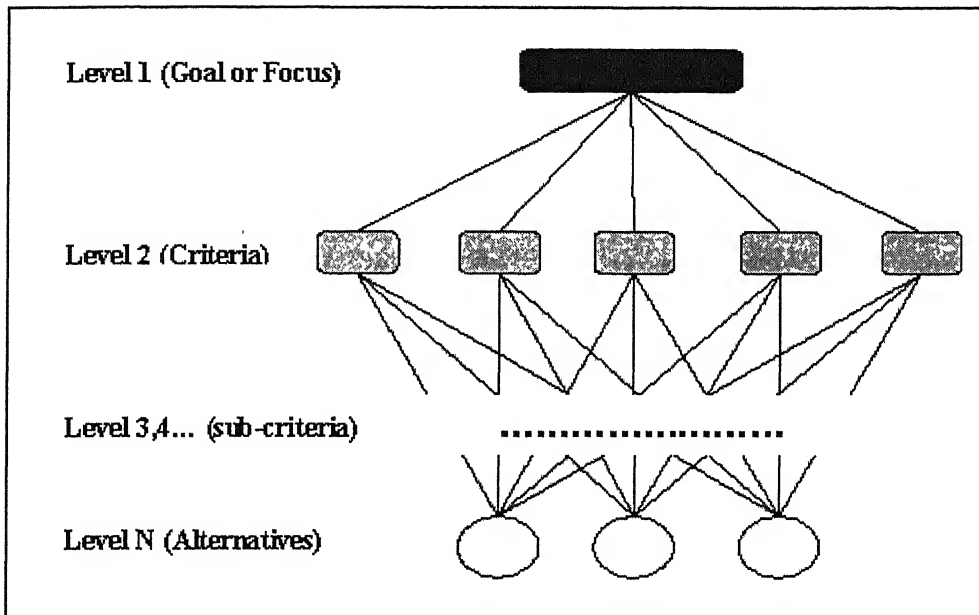 Level 1 (Goal or Focus)
Level 2 (Criteria)
Level 3,4... (sub-criteria)
Level N (Alternatives)